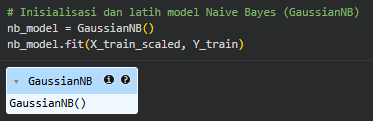 # Inisialisasi dan latih model Naive Bayes (GaussianNB)
nb_model = GaussianNB()
nb_model.fit(X_train_scaled, Y_train)
▾ GaussianNB i ?
GaussianNB()